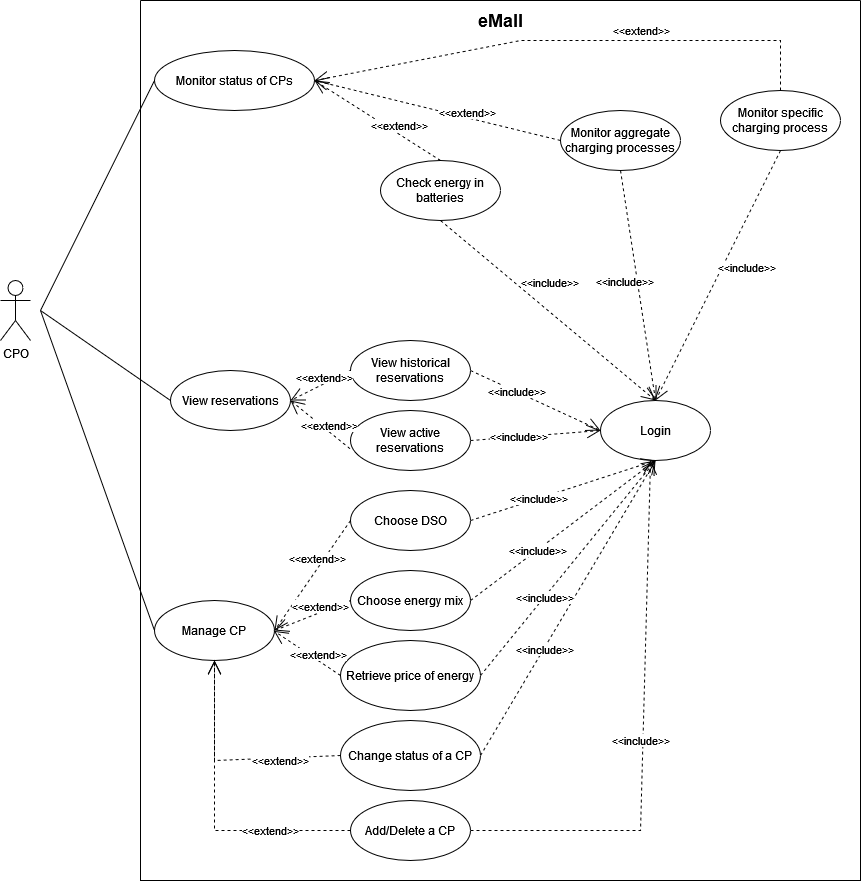 eMall
<<extend>>
Monitor status of CPs
Monitor specific
charging process
<<extend>>
<<extend>>
Monitor aggregate
charging processes
Check energy in
batteries
<<include>>
<<include>>
<<include>>
CPO
View historical
reservations
<<extend>>
<<include>>
View reservations
<<extend>>
View active
reservations
<<include>>
Login
<<include>>
Choose DSO
<<extend>>
<<include>>
Choose energy mix
<<extend>>
<<include>>
Manage CP
<<extend>>
<<include>>
Retrieve price of energy
Change status of a CP
<<extend>>
<<include>>
<<extend>>
Add/Delete a CP